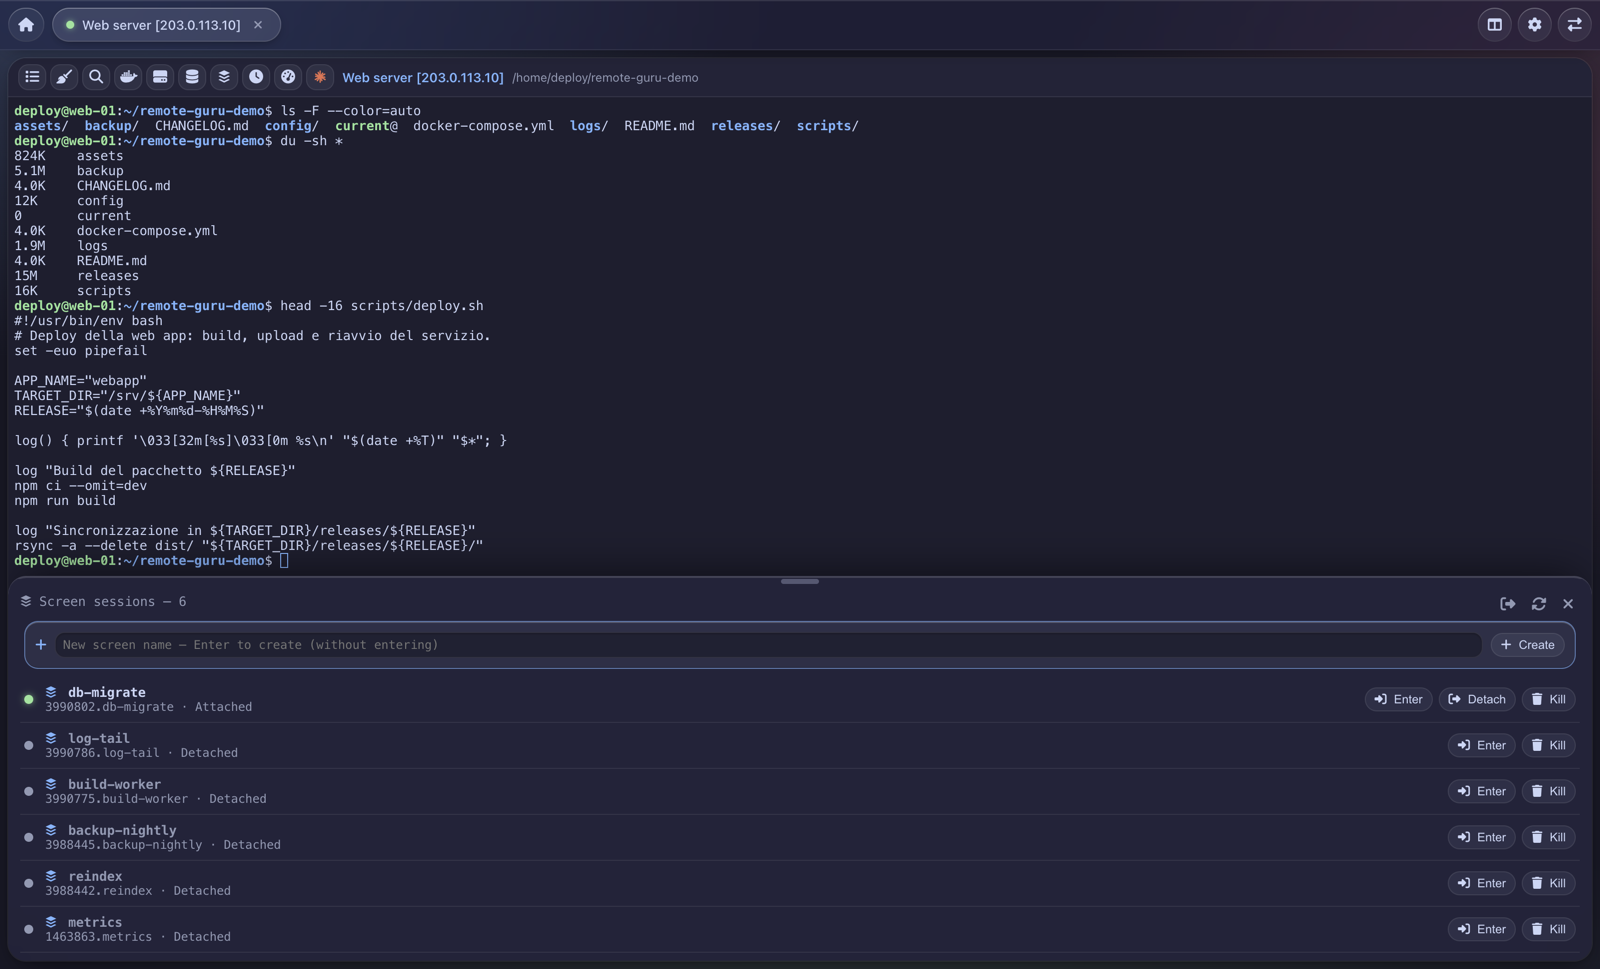 Web server [203.0.113.10]
Web server [203.0.113.10] /home/deploy/remote-guru-demo
deploy@web-01:~/remote-guru-demo$ ls -F --color=auto
assets/ backup/ CHANGELOG.md config/ current@ docker-compose.yml logs/ README.md releases/ scripts/
deploy@web-01:~/remote-guru-demo$ du -sh *
824K assets
5.1M backup
4.0K CHANGELOG.md
12K config
0 current
4.0K docker-compose.yml
1.9M logs
4.0K README.md
15M releases
16K scripts
deploy@web-01:~/remote-guru-demo$ head -16 scripts/deploy.sh
#!/usr/bin/env bash
# Deploy della web app: build, upload e riavvio del servizio.
set -euo pipefail
APP_NAME="webapp"
TARGET_DIR="/srv/${APP_NAME}"
RELEASE="$(date +%Y%m%d-%H%M%S)"
log() { printf '\033[32m[%s]\033[0m %s\n' "$(date +%T)" "$*"; }
log "Build del pacchetto ${RELEASE}"
npm ci --omit=dev
npm run build
log "Sincronizzazione in ${TARGET_DIR}/releases/${RELEASE}"
rsync -a --delete dist/ "${TARGET_DIR}/releases/${RELEASE}/"
deploy@web-01:~/remote-guru-demo$
Screen sessions — 6
New screen name — Enter to create (without entering)
+ Create
db-migrate
3990802.db-migrate · Attached
Enter Detach Kill
log-tail
3990786.log-tail · Detached
Enter Kill
build-worker
3990775.build-worker · Detached
Enter Kill
backup-nightly
3988445.backup-nightly · Detached
Enter Kill
reindex
3988442.reindex · Detached
Enter Kill
metrics
1463863.metrics · Detached
Enter Kill